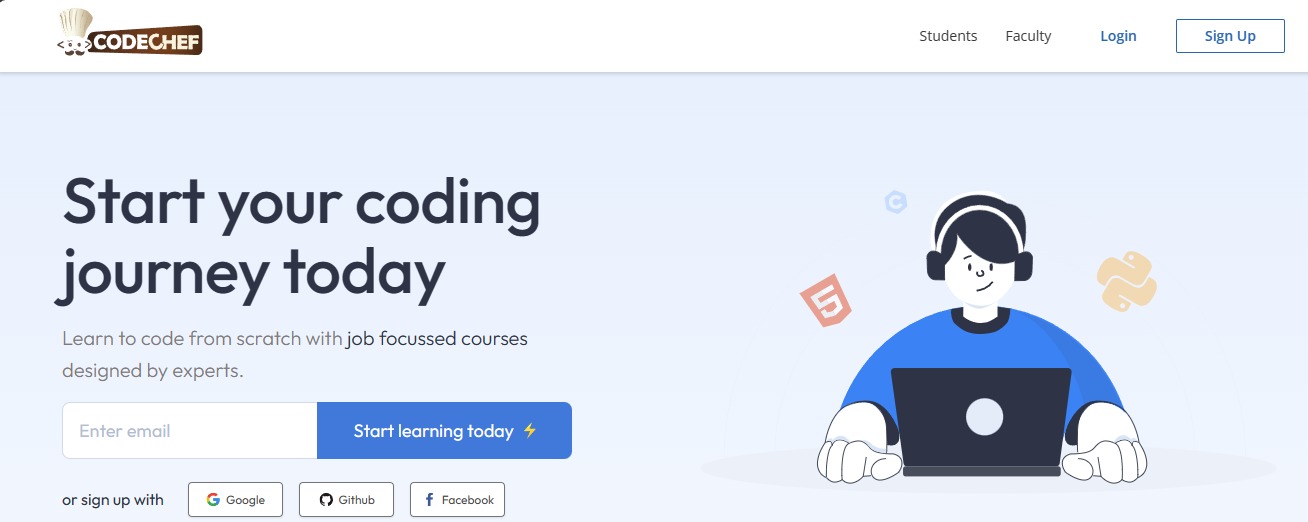 CODECHEF
Students Faculty Login Sign Up
Start your coding
journey today
Learn to code from scratch with job focussed courses
designed by experts.
Enter email Start learning today ⚡
or sign up with Google Github Facebook